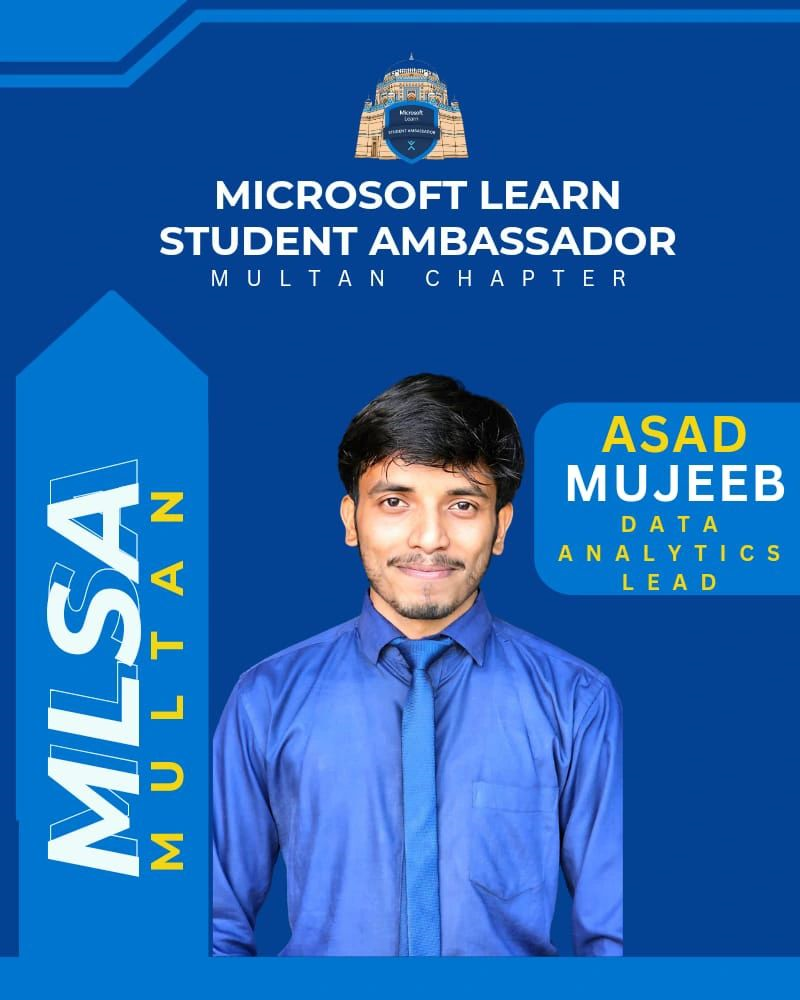 Microsoft
Learn
STUDENT AMBASSADOR
MICROSOFT LEARN
STUDENT AMBASSADOR
MULTAN CHAPTER
ASAD
MUJEEB
DATA
ANALYTICS
LEAD
MLSA
MULTAN